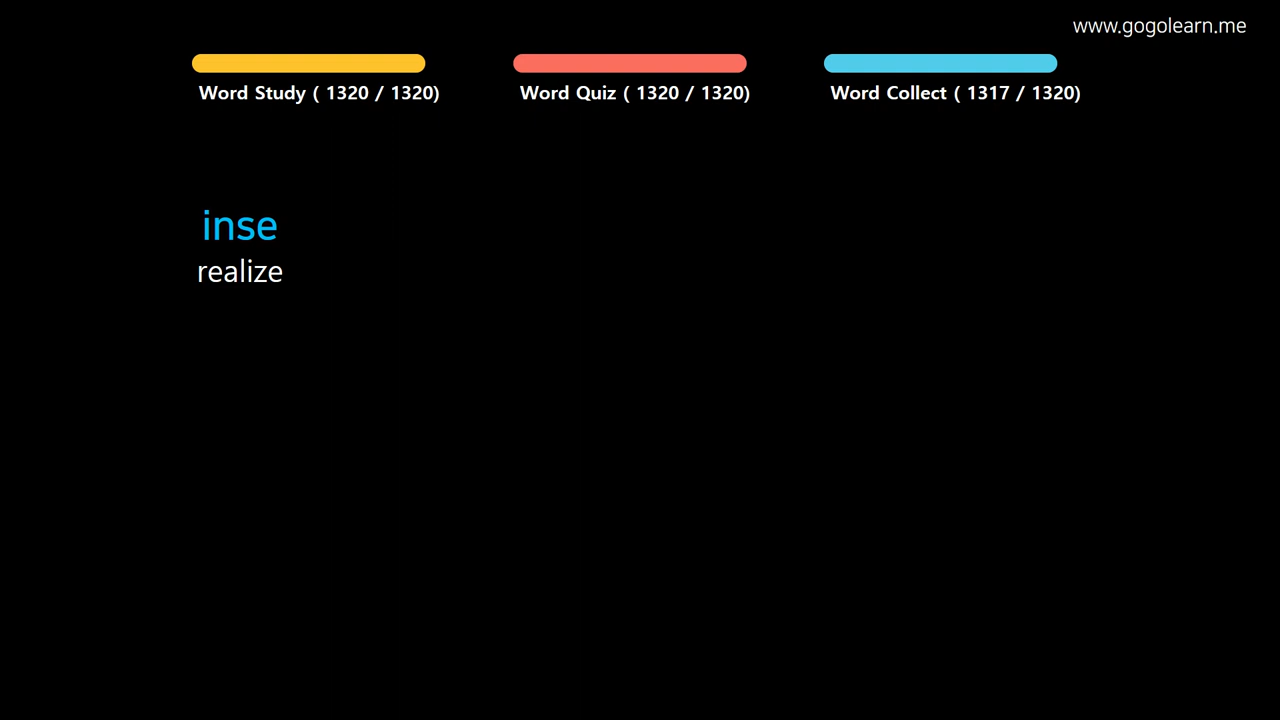 www.gogolearn.me
Word Study ( 1320 / 1320)
Word Quiz ( 1320 / 1320)
Word Collect ( 1317 / 1320)
inse
realize